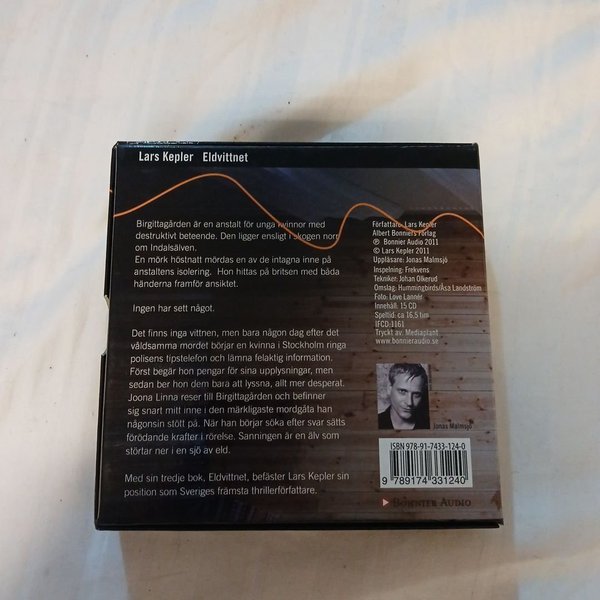 Lars Kepler Eldvittnet
Birgittagården är en anstalt för unga kvinnor med
destruktivt beteende. Den ligger ensligt i skogen norr
om Indalsälven.
En mörk höstnatt mördas en av de intagna inne på
anstaltens isolering. Hon hittas på britsen med båda
händerna framför ansiktet.
Ingen har sett något.
Det finns inga vittnen, men bara någon dag efter det
våldsamma mordet börjar en kvinna i Stockholm ringa
polisens tipstelefon och lämna felaktig information.
Först begär hon pengar för sina upplysningar, men
sedan ber hon dem bara att lyssna, allt mer desperat.
Joona Linna reser till Birgittagården och befinner
sig snart mitt inne i den märkligaste mordgåta han
någonsin stött på. När han börjar söka efter svar sätts
förödande krafter i rörelse. Sanningen är en älv som
störtar ner i en sjö av eld.
Med sin tredje bok, Eldvittnet, befäster Lars Kepler sin
position som Sveriges främsta thrillerförfattare.
Författare: Lars Kepler
Albert Bonniers Förlag
℗ Bonnier Audio 2011
© Lars Kepler 2011
Uppläsare: Jonas Malmsjö
Inspelning: Frekvens
Tekniker: Johan Olkerud
Omslag: Hummingbirds/Åsa Landström
Foto: Love Lannér
Innehåll: 15 CD
Speltid: ca 16,5 tim
IFCD:1161
Tryckt av: Mediaplant
www.bonnieraudio.se
Jonas Malmsjö
ISBN 978-91-7433-124-0
9 789174 331240
BONNIER AUDIO